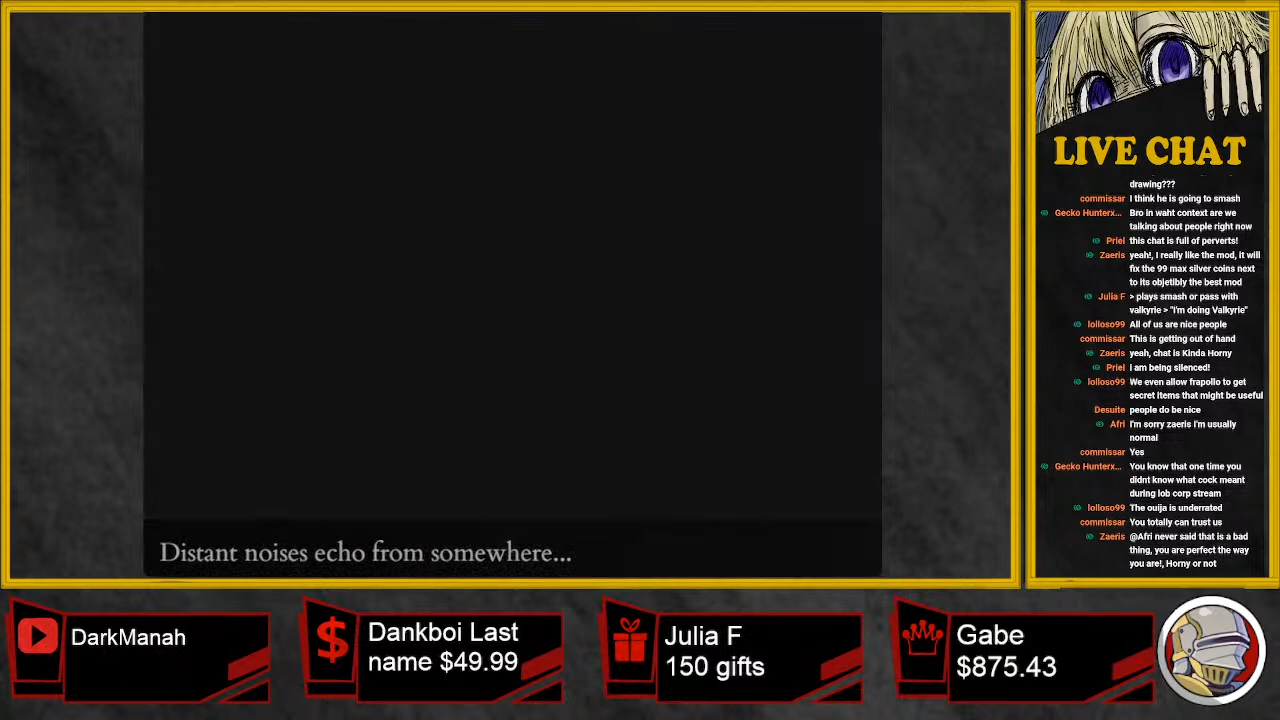 LIVE CHAT
drawing???
commissar I think he is going to smash
Gecko Hunterx... Bro in waht context are we
talking about people right now
Priel this chat is full of perverts!
Zaeris yeah!, I really like the mod, it will
fix the 99 max silver coins next
to its objetibly the best mod
Julia F > plays smash or pass with
valkyrie > "I'm doing Valkyrie"
lolloso99 All of us are nice people
commissar This is getting out of hand
Zaeris yeah, chat is Kinda Horny
Priel i am being silenced!
lolloso99 We even allow frapollo to get
secret items that might be useful
Desuite people do be nice
Afri I'm sorry zaeris I'm usually
normal
commissar Yes
Gecko Hunterx... You know that one time you
didnt know what cock meant
during lob corp stream
lolloso99 The ouija is underrated
commissar You totally can trust us
Zaeris @Afri never said that is a bad
thing, you are perfect the way
you are!, Horny or not
Distant noises echo from somewhere...
DarkManah
Dankboi Last
name $49.99
Julia F
150 gifts
Gabe
$875.43